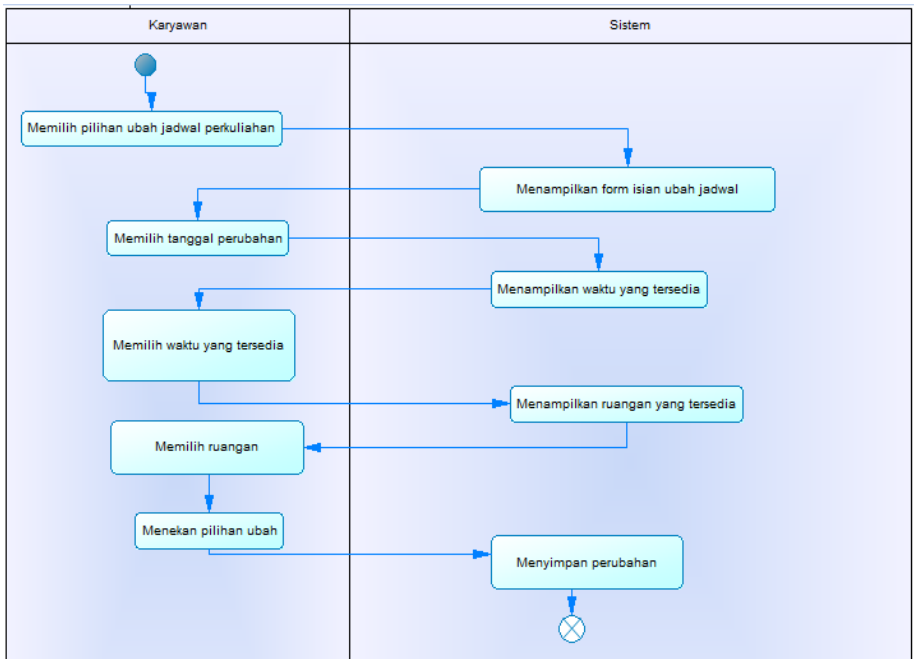 Karyawan
Sistem
Memilih pilihan ubah jadwal perkuliahan
Menampilkan form isian ubah jadwal
Memilih tanggal perubahan
Menampilkan waktu yang tersedia
Memilih waktu yang tersedia
Menampilkan ruangan yang tersedia
Memilih ruangan
Menekan pilihan ubah
Menyimpan perubahan